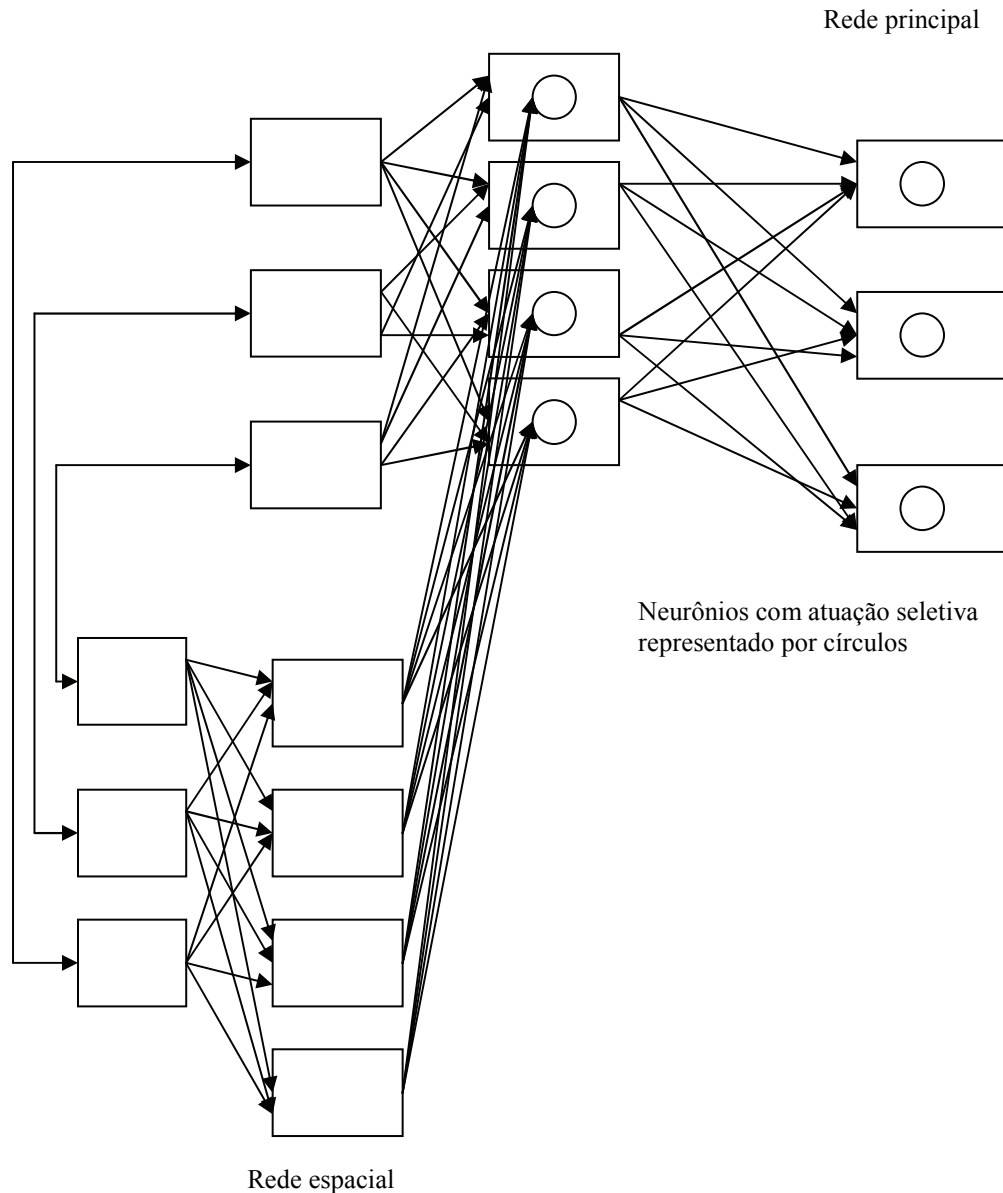 Rede principal
Neurônios com atuação seletiva
representado por círculos
Rede espacial